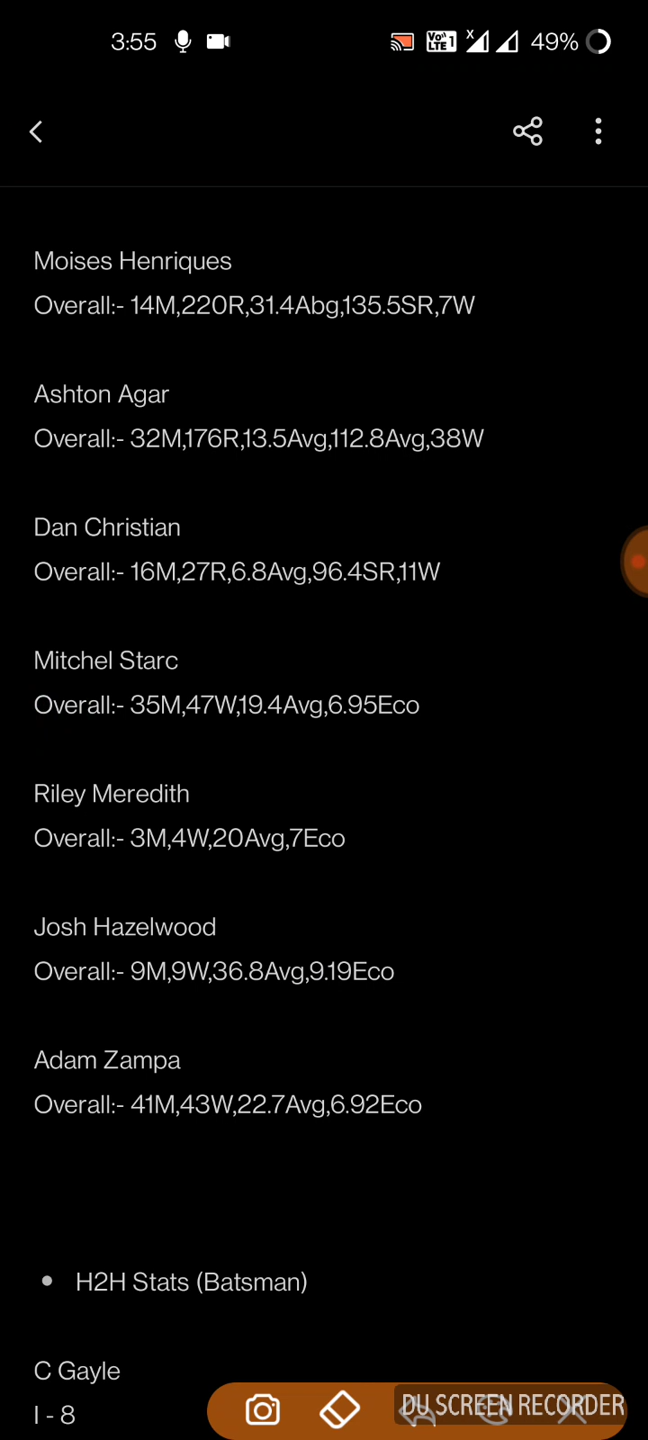 3:55
Vo LTE 1 X 49%
Moises Henriques
Overall:- 14M,220R,31.4Abg,135.5SR,7W
Ashton Agar
Overall:- 32M,176R,13.5Avg,112.8Avg,38W
Dan Christian
Overall:- 16M,27R,6.8Avg,96.4SR,11W
Mitchel Starc
Overall:- 35M,47W,19.4Avg,6.95Eco
Riley Meredith
Overall:- 3M,4W,20Avg,7Eco
Josh Hazelwood
Overall:- 9M,9W,36.8Avg,9.19Eco
Adam Zampa
Overall:- 41M,43W,22.7Avg,6.92Eco
• H2H Stats (Batsman)
C Gayle
I - 8
DU SCREEN RECORDER